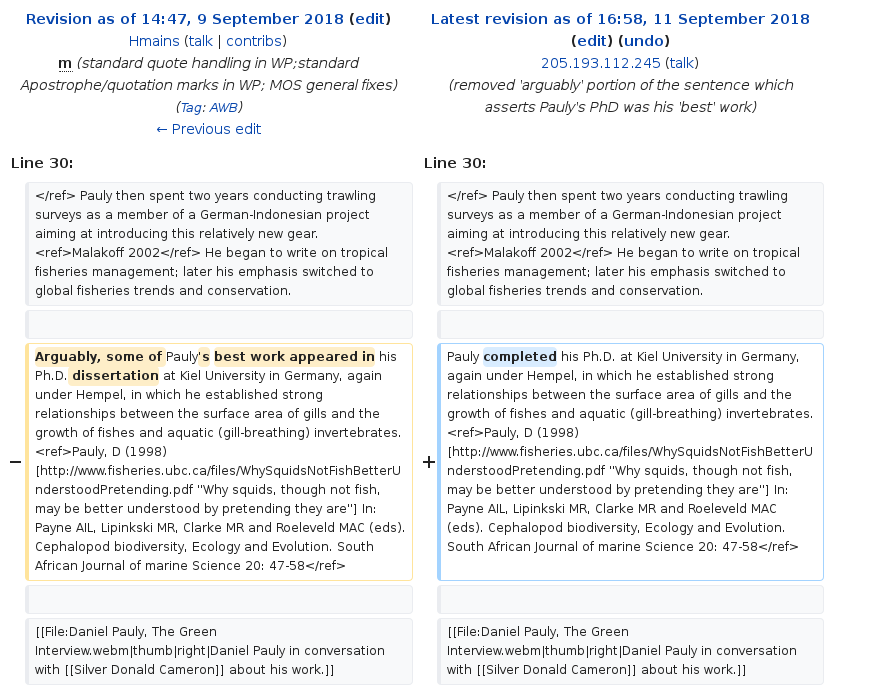 Revision as of 14:47, 9 September 2018 (edit)
Hmains (talk | contribs)
m (standard quote handling in WP;standard
Apostrophe/quotation marks in WP; MOS general fixes)
(Tag: AWB)
← Previous edit
Latest revision as of 16:58, 11 September 2018
(edit) (undo)
205.193.112.245 (talk)
(removed 'arguably' portion of the sentence which
asserts Pauly's PhD was his 'best' work)
Line 30:
</ref> Pauly then spent two years conducting trawling
surveys as a member of a German-Indonesian project
aiming at introducing this relatively new gear.
<ref>Malakoff 2002</ref> He began to write on tropical
fisheries management; later his emphasis switched to
global fisheries trends and conservation.
Line 30:
</ref> Pauly then spent two years conducting trawling
surveys as a member of a German-Indonesian project
aiming at introducing this relatively new gear.
<ref>Malakoff 2002</ref> He began to write on tropical
fisheries management; later his emphasis switched to
global fisheries trends and conservation.
−
Arguably, some of Pauly's best work appeared in his
Ph.D. dissertation at Kiel University in Germany, again
under Hempel, in which he established strong
relationships between the surface area of gills and the
growth of fishes and aquatic (gill-breathing) invertebrates.
<ref>Pauly, D (1998)
[http://www.fisheries.ubc.ca/files/WhySquidsNotFishBetterU
nderstoodPretending.pdf "Why squids, though not fish,
may be better understood by pretending they are"] In:
Payne AIL, Lipinkski MR, Clarke MR and Roeleveld MAC (eds).
Cephalopod biodiversity, Ecology and Evolution. South
African Journal of marine Science 20: 47-58</ref>
+
Pauly completed his Ph.D. at Kiel University in Germany,
again under Hempel, in which he established strong
relationships between the surface area of gills and the
growth of fishes and aquatic (gill-breathing) invertebrates.
<ref>Pauly, D (1998)
[http://www.fisheries.ubc.ca/files/WhySquidsNotFishBetterU
nderstoodPretending.pdf "Why squids, though not fish,
may be better understood by pretending they are"] In:
Payne AIL, Lipinkski MR, Clarke MR and Roeleveld MAC
(eds). Cephalopod biodiversity, Ecology and Evolution.
South African Journal of marine Science 20: 47-58</ref>
[[File:Daniel Pauly, The Green
Interview.webm|thumb|right|Daniel Pauly in conversation
with [[Silver Donald Cameron]] about his work.]]
[[File:Daniel Pauly, The Green
Interview.webm|thumb|right|Daniel Pauly in conversation
with [[Silver Donald Cameron]] about his work.]]